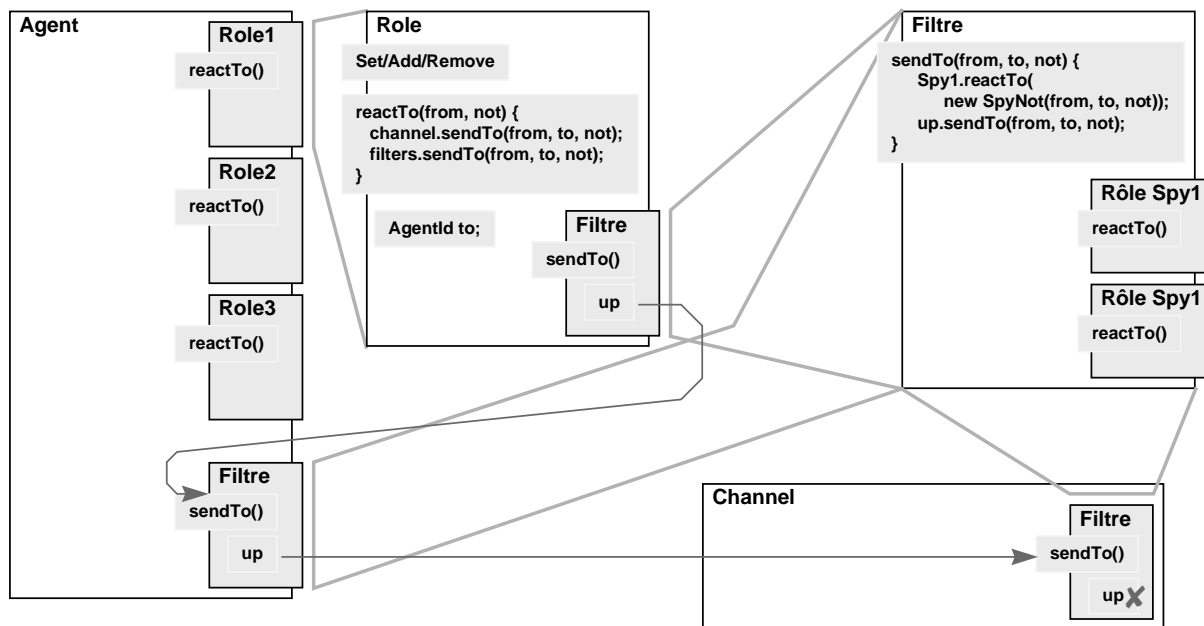 Agent
Role1
reactTo()
Role2
reactTo()
Role3
reactTo()
Filtre
sendTo()
up
Role
Set/Add/Remove
reactTo(from, not) {
channel.sendTo(from, to, not);
filters.sendTo(from, to, not);
}
AgentId to;
Filtre
sendTo()
up
Filtre
sendTo(from, to, not) {
Spy1.reactTo(
new SpyNot(from, to, not));
up.sendTo(from, to, not);
}
Rôle Spy1
reactTo()
Rôle Spy1
reactTo()
Channel
Filtre
sendTo()
up